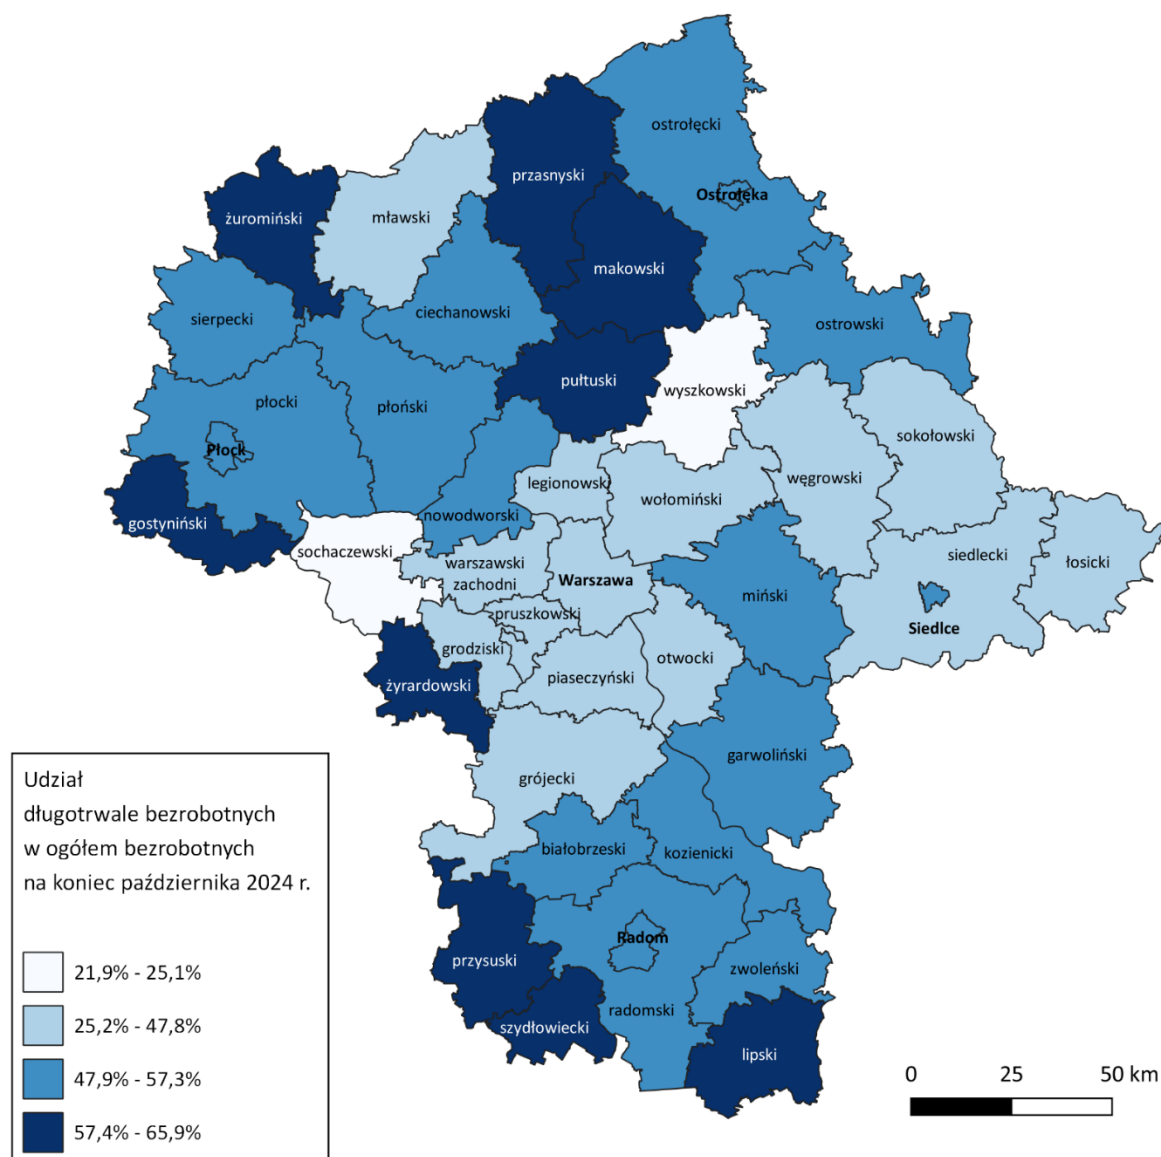 ostrołęcki
przasnyski
Ostrołęka
żuromiński
mławski
makowski
ciechanowski
sierpecki
ostrowski
pułtuski
wyszkowski
płocki
płoński
sokołowski
Płock
węgrowski
legionowski
wołomiński
nowodworski
gostyniński
sochaczewski
siedlecki
warszawski
zachodni
Warszawa
łosicki
miński
pruszkowski
Siedlce
grodziski
otwocki
piaseczyński
żyrardowski
garwoliński
grójecki
białobrzeski
kozienicki
Radom
przysuski
zwoleński
radomski
szydłowiecki
lipski
Udział
długotrwale bezrobotnych
w ogółem bezrobotnych
na koniec października 2024 r.
21,9% - 25,1%
25,2% - 47,8%
47,9% - 57,3%
57,4% - 65,9%
0 25 50 km